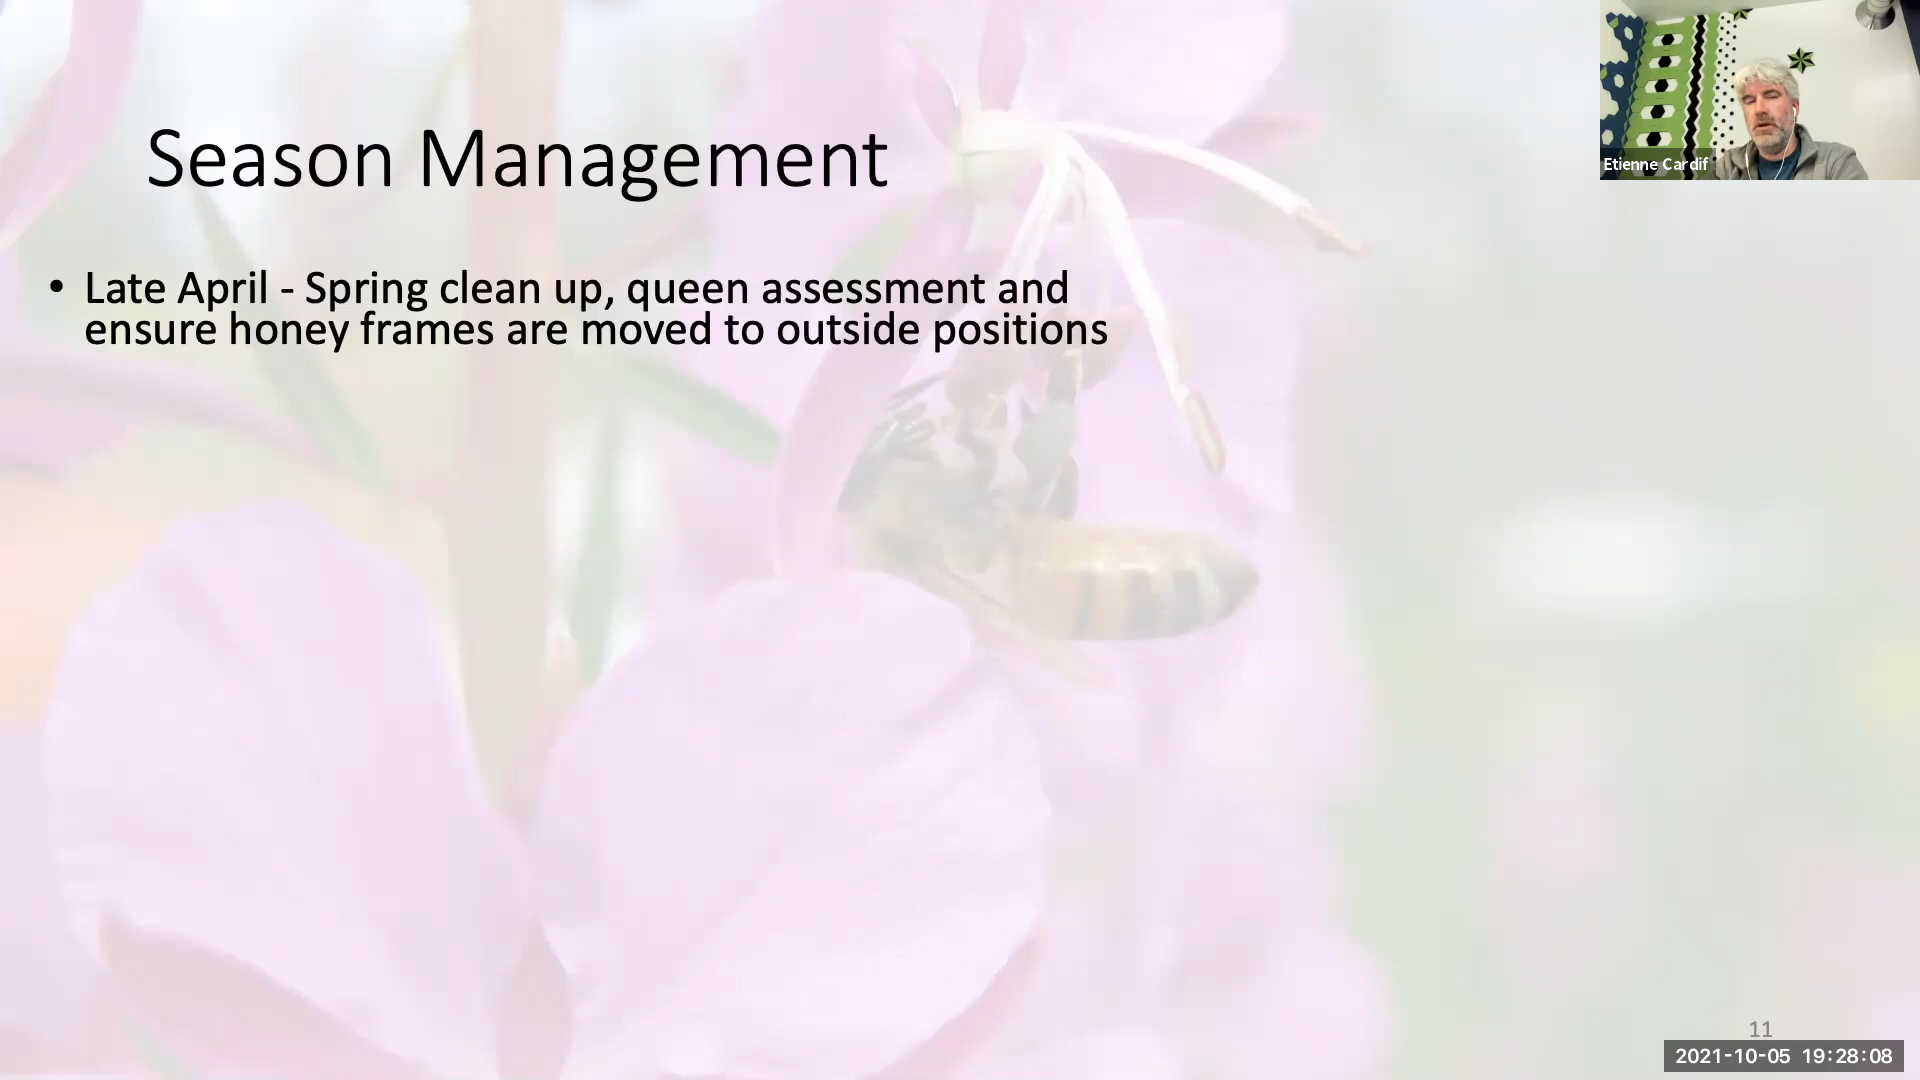 Season Management
Etienne Cardif
• Late April - Spring clean up, queen assessment and
ensure honey frames are moved to outside positions
11
2021-10-05 19:28:08